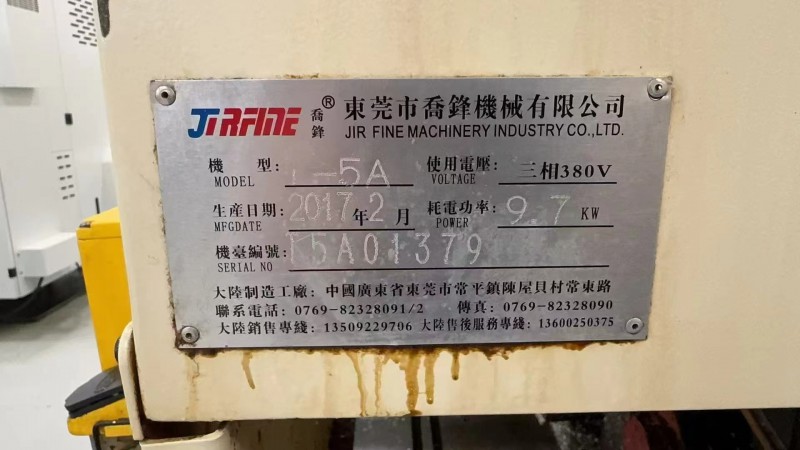 JIRFINE 喬鋒 ® 東莞市喬鋒機械有限公司
JIR FINE MACHINERY INDUSTRY CO.,LTD.
機 型: -5A 使用電壓: 三相380V
MODEL VOLTAGE
生産日期: 2017 年 2 月 耗電功率: 9.7 KW
MFGDATE POWER
機臺編號: 5A01379
SERIAL NO
大陸制造工廠: 中國廣東省東莞市常平鎮陳屋貝村常東路
聯系電話: 0769-82328091/2 傳真: 0769-82328090
大陸銷售專綫: 13509229706 大陸售後服務專綫: 13600250375